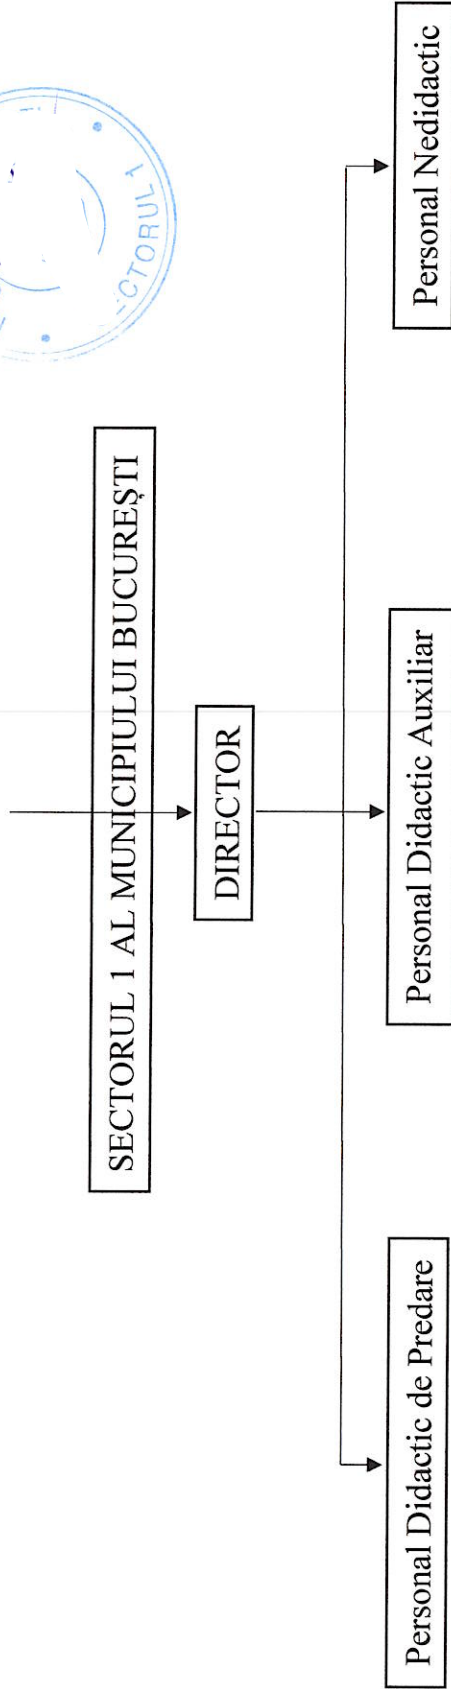 SECTORUL 1 AL MUNICIPIULUI BUCUREȘTI
DIRECTOR
Personal Didactic de Predare
Personal Didactic Auxiliar
Personal Nedidactic